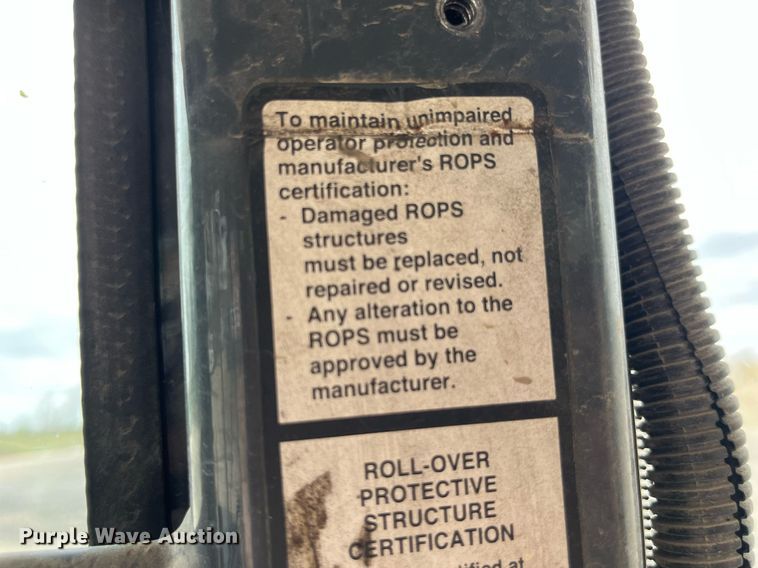 To maintain unimpaired
operator protection and
manufacturer's ROPS
certification:
- Damaged ROPS
structures
must be replaced, not
repaired or revised.
- Any alteration to the
ROPS must be
approved by the
manufacturer.
ROLL-OVER
PROTECTIVE
STRUCTURE
CERTIFICATION
at
Purple Wave Auction